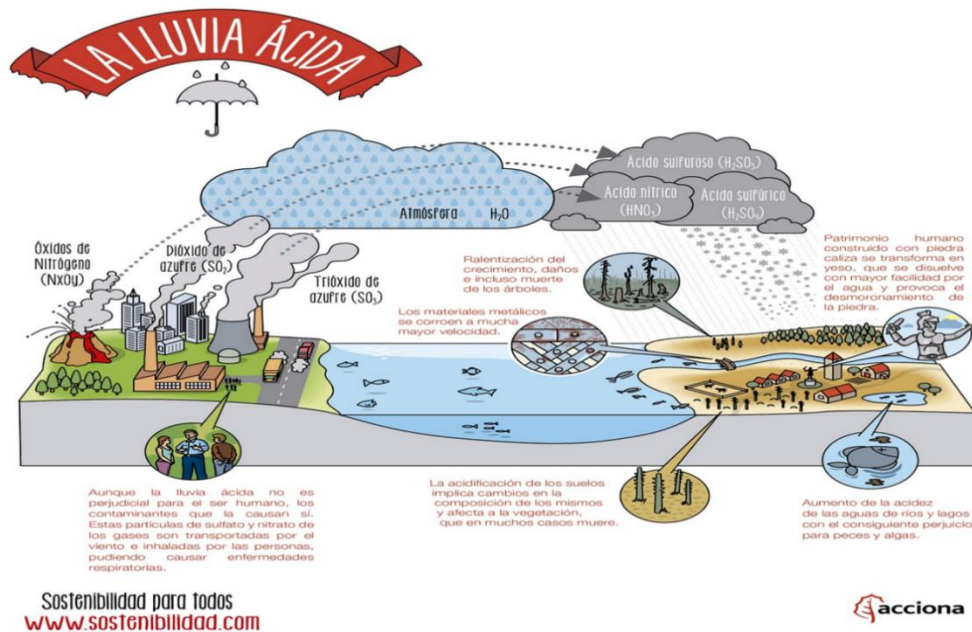 LA LLUVIA ÁCIDA
Óxidos de
Nitrógeno
(NxOy)
Dióxido de
azufre (SO₂)
Trióxido de
azufre (SO₃)
Atmósfera H₂O
Ácido sulfuroso (H₂SO₃)
Ácido nítrico
(HNO₃)
Ácido sulfúrico
(H₂SO₄)
Ralentización del
crecimiento, daños
e incluso muerte
de los árboles.
Los materiales metálicos
se corroen a mucha
mayor velocidad.
Patrimonio humano
construido con piedra
caliza se transforma en
yeso, que se disuelve
con mayor facilidad por
el agua y provoca el
desmoronamiento de
la piedra.
Aunque la lluvia ácida no es
perjudicial para el ser humano, los
contaminantes que la causan sí.
Estas partículas de sulfato y nitrato de
los gases son transportadas por el
viento e inhaladas por las personas,
pudiendo causar enfermedades
respiratorias.
La acidificación de los suelos
implica cambios en la
composición de los mismos
y afecta a la vegetación,
que en muchos casos muere.
Aumento de la acidez
de las aguas de ríos y lagos
con el consiguiente perjuicio
para peces y algas.
Sostenibilidad para todos
www.sostenibilidad.com
acciona